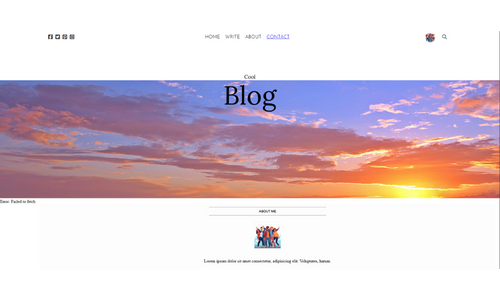 HOME WRITE ABOUT CONTACT
Cool
Blog
Error: Failed to fetch
ABOUT ME
Lorem ipsum dolor sit amet consectetur, adipisicing elit. Voluptates, harum.